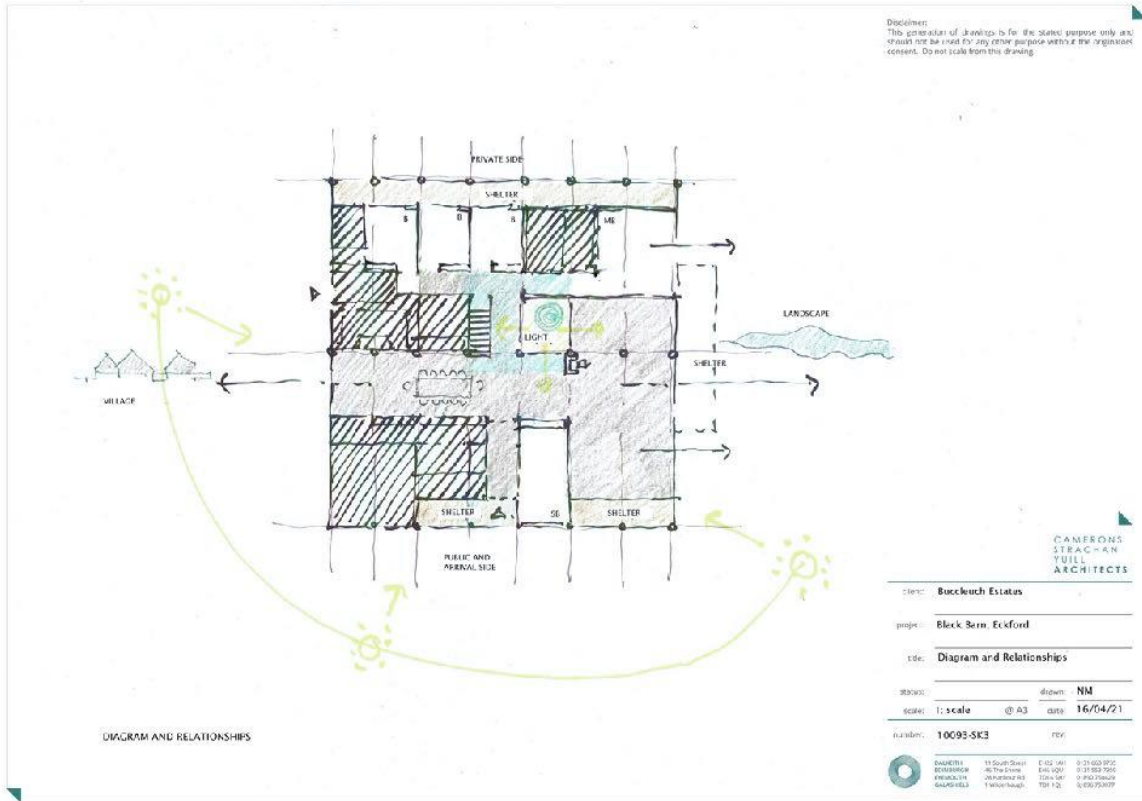 Disclaimer:
This generation of drawings is for the stated purpose only and
should not be used for any other purpose without the originators
consent. Do not scale from this drawing.
PRIVATE SIDE
SHELTER
B
B
B
MB
LIGHT
LANDSCAPE
SHELTER
VILLAGE
SHELTER
SB
SHELTER
PUBLIC AND
ARRIVAL SIDE
CAMERONS
STRACHAN
YUILL
ARCHITECTS
client: Buccleuch Estates
project: Black Barn, Eckford
title: Diagram and Relationships
status:
drawn: NM
scale: 1: scale @ A3
date: 16/04/21
number: 10093-SK3
rev:
DIAGRAM AND RELATIONSHIPS
DALKEITH
EDINBURGH
EYEMOUTH
GALASHIELS